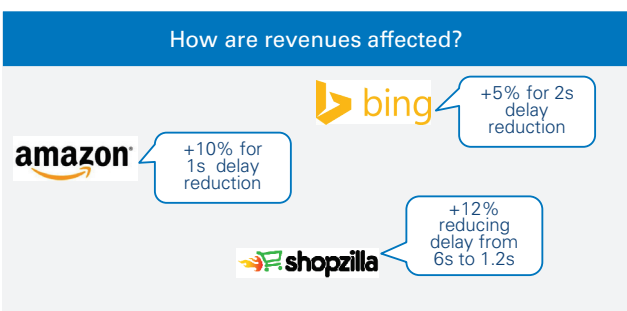 How are revenues affected?
bing
+5% for 2s
delay
reduction
amazon
+10% for
1s delay
reduction
+12%
reducing
delay from
6s to 1.2s
shopzilla